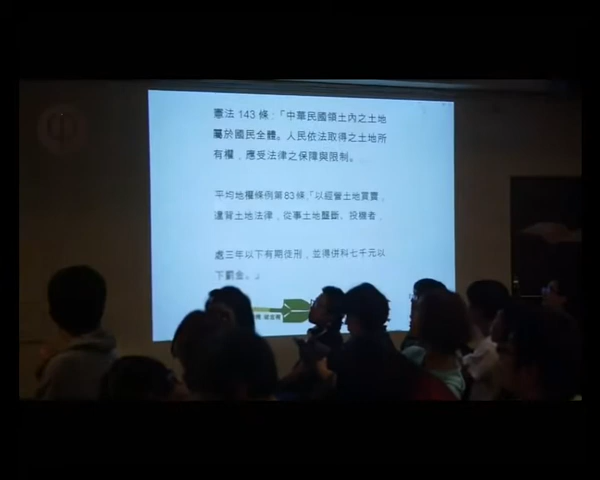 憲法 143 條:「中華民國領土內之土地
屬於國民全體。人民依法取得之土地所
有權，應受法律之保障與限制。
平均地權條例第83條「以經營土地買賣，
違背土地法律，從事土地壟斷、投機者，
處三年以下有期徒刑，並得併科七千元以
下罰金。」